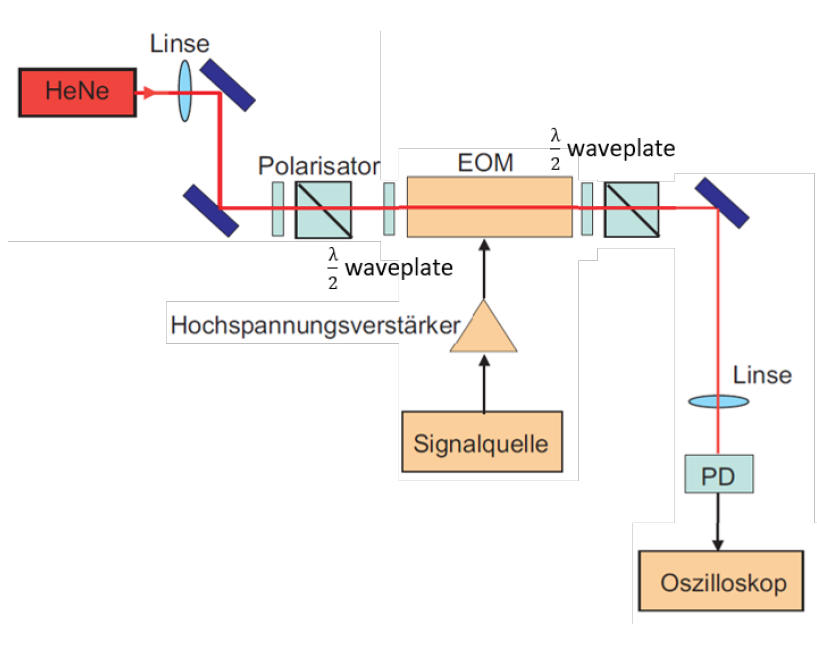 Linse
HeNe
Polarisator
EOM
λ/2 waveplate
λ/2 waveplate
Hochspannungsverstärker
Linse
Signalquelle
PD
Oszilloskop